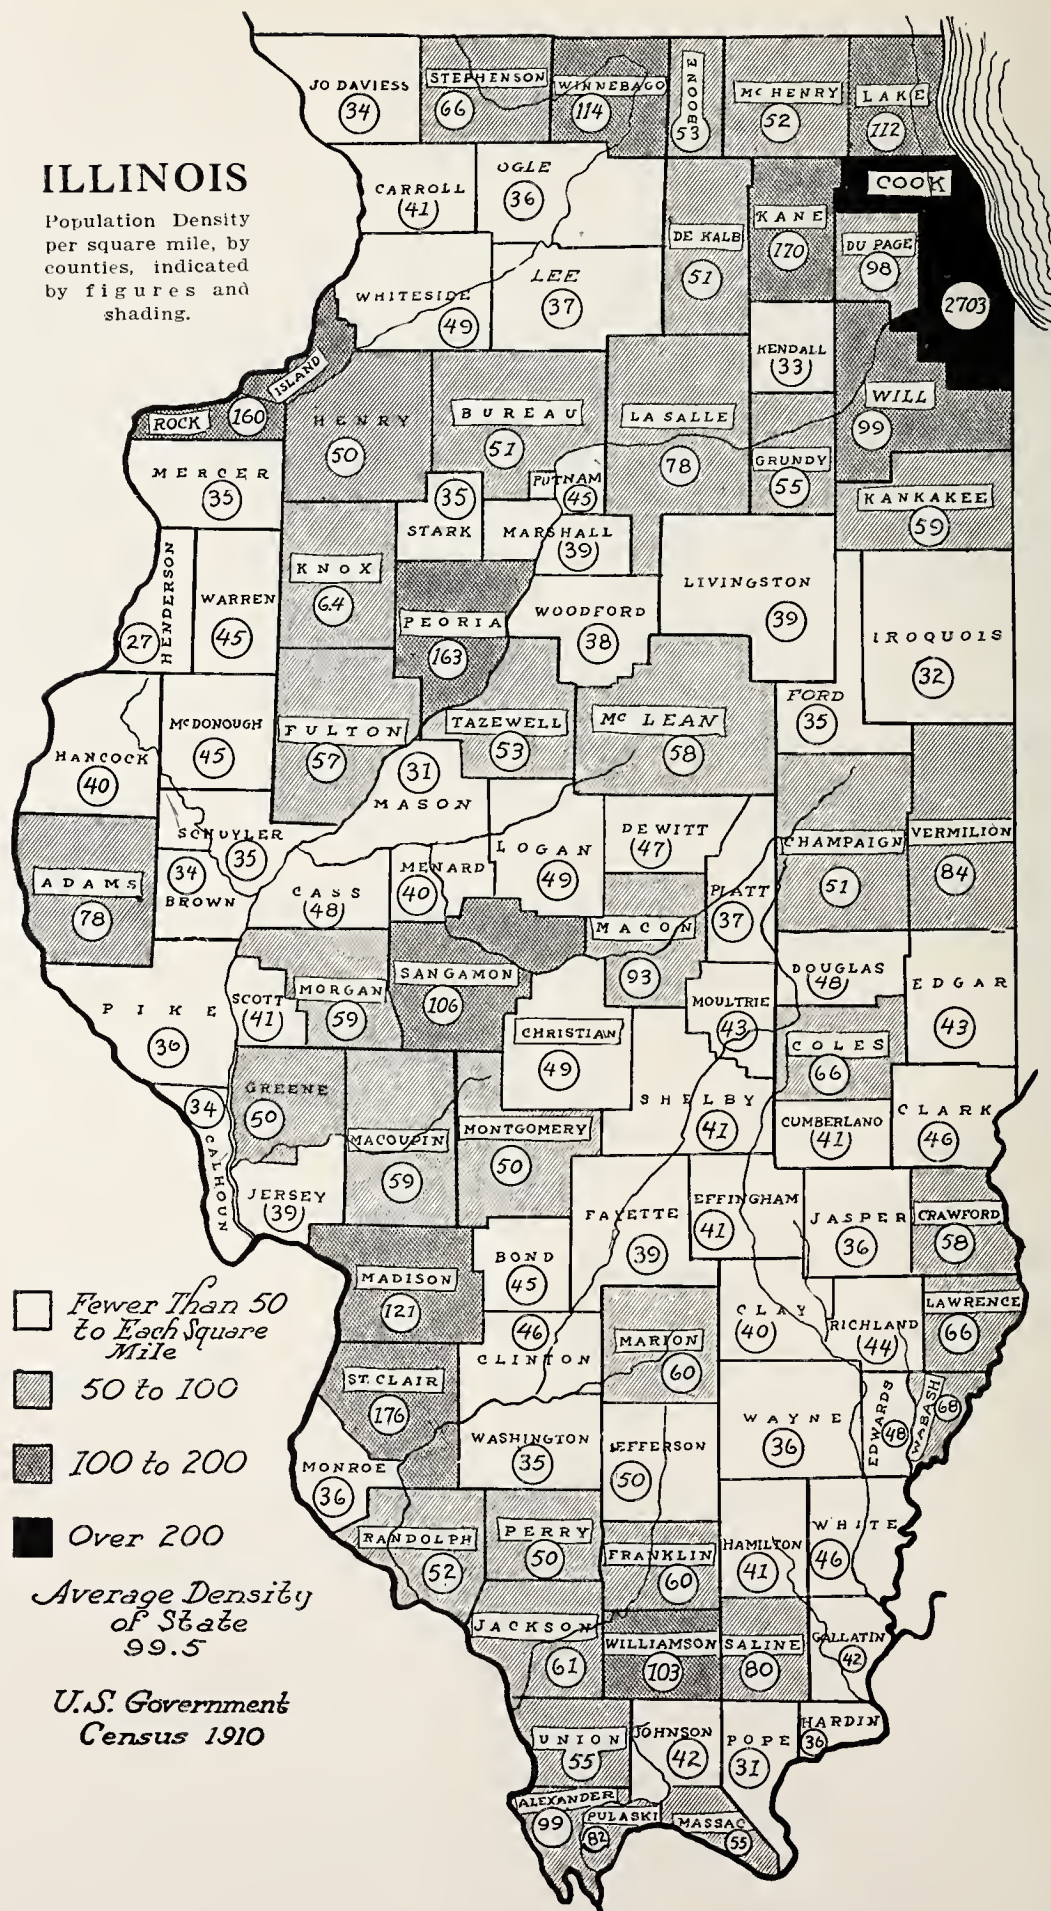 ILLINOIS
Population Density
per square mile, by
counties, indicated
by figures and
shading.
JO DAVIESS
34
STEPHENSON
66
WINNEBAGO
114
BOONE
53
McHENRY
52
LAKE
112
CARROLL
41
OGLE
36
DE KALB
51
KANE
170
COOK
2703
DU PAGE
98
WHITESIDE
49
LEE
37
KENDALL
33
ROCK
160
ISLAND
HENRY
50
BUREAU
51
LA SALLE
78
WILL
99
GRUNDY
55
KANKAKEE
59
MERCER
35
35
STARK
PUTNAM
45
MARSHALL
39
HENDERSON
27
WARREN
45
KNOX
64
PEORIA
163
WOODFORD
38
LIVINGSTON
39
IROQUOIS
32
FORD
35
HANCOCK
40
McDONOUGH
45
FULTON
57
TAZEWELL
53
Mc LEAN
58
31
MASON
ADAMS
78
SCHUYLER
35
34
BROWN
CASS
48
MENARD
40
LOGAN
49
DEWITT
47
PIATT
37
CHAMPAIGN
51
VERMILION
84
MACON
93
PIKE
36
SCOTT
41
MORGAN
59
SANGAMON
106
CHRISTIAN
49
MOULTRIE
43
DOUGLAS
48
EDGAR
43
COLES
66
34
CALHOUN
GREENE
50
MACOUPIN
59
MONTGOMERY
50
SHELBY
41
CUMBERLAND
41
CLARK
46
JERSEY
39
FAYETTE
39
EFFINGHAM
41
JASPER
36
CRAWFORD
58
MADISON
121
BOND
45
CLAY
40
RICHLAND
44
LAWRENCE
66
46
CLINTON
MARION
60
ST. CLAIR
176
WASHINGTON
35
JEFFERSON
50
WAYNE
36
EDWARDS
48
WABASH
68
MONROE
36
RANDOLPH
52
PERRY
50
FRANKLIN
60
HAMILTON
41
WHITE
46
JACKSON
61
WILLIAMSON
103
SALINE
80
GALLATIN
42
UNION
55
JOHNSON
42
POPE
31
HARDIN
36
ALEXANDER
99
PULASKI
82
MASSAC
55
Fewer Than 50
to Each Square
Mile
50 to 100
100 to 200
Over 200
Average Density
of State
99.5
U.S. Government
Census 1910